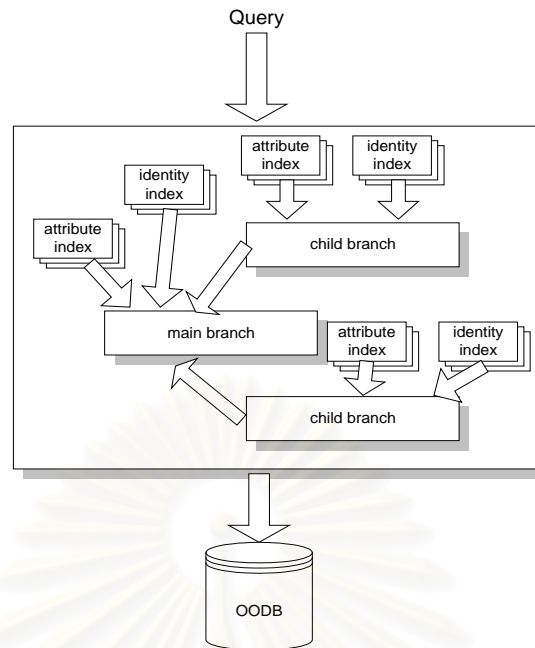 Query
attribute
index
identity
index
identity
index
attribute
index
child branch
main branch
attribute
index
identity
index
child branch
OODB